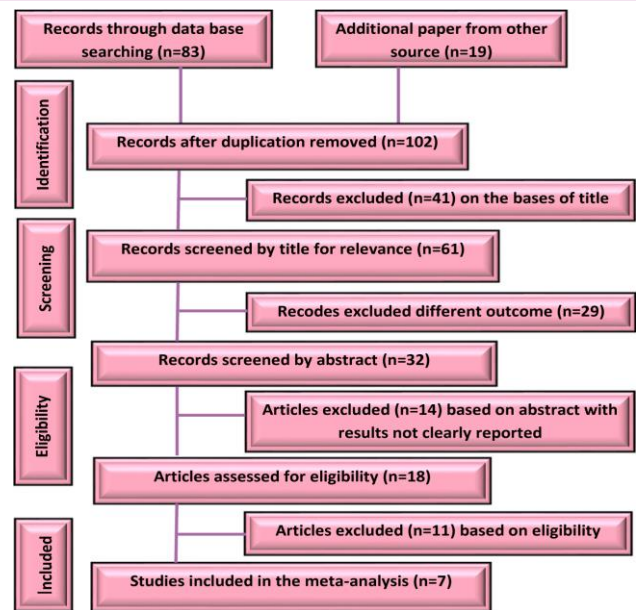 Records through data base
searching (n=83)
Additional paper from other
source (n=19)
Identification
Records after duplication removed (n=102)
Records excluded (n=41) on the bases of title
Screening
Records screened by title for relevance (n=61)
Recodes excluded different outcome (n=29)
Records screened by abstract (n=32)
Eligibility
Articles excluded (n=14) based on abstract with
results not clearly reported
Articles assessed for eligibility (n=18)
Articles excluded (n=11) based on eligibility
Included
Studies included in the meta-analysis (n=7)